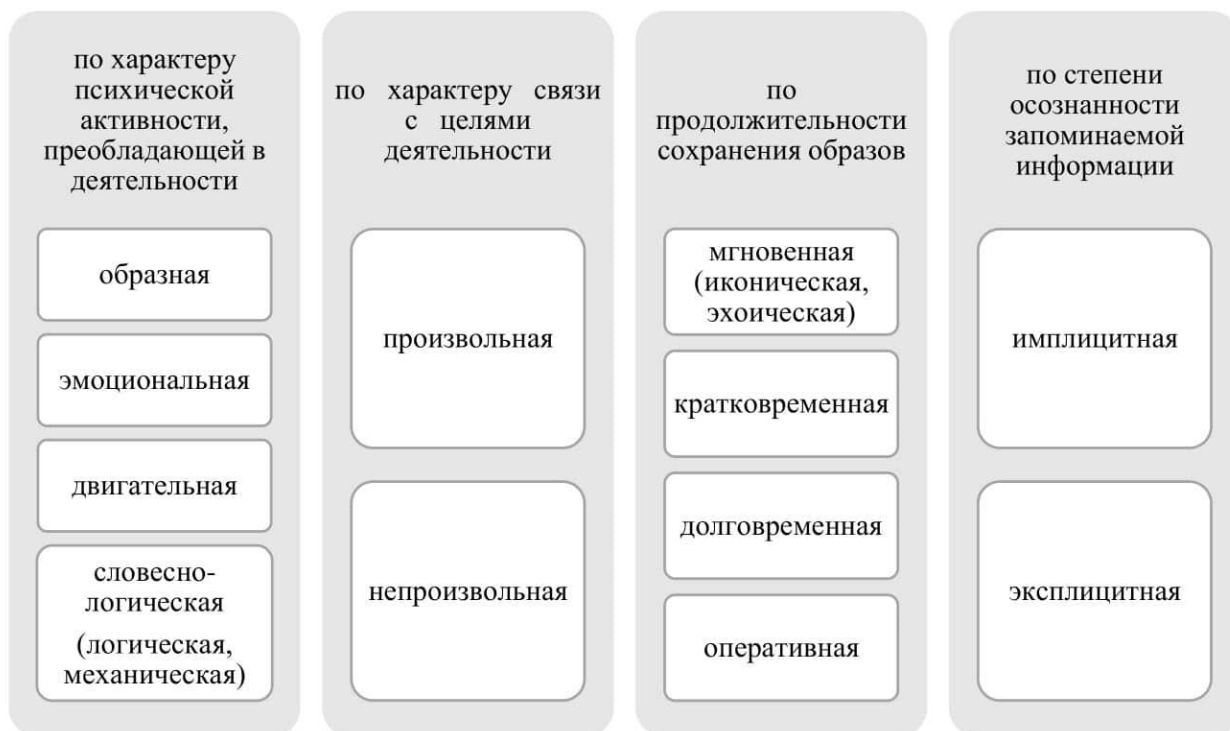 по характеру
психической
активности,
преобладающей в
деятельности
образная
эмоциональная
двигательная
словесно-
логическая
(логическая,
механическая)
по характеру связи
с целями
деятельности
произвольная
непроизвольная
по
продолжительности
сохранения образов
мгновенная
(иконическая,
эхоическая)
кратковременная
долговременная
оперативная
по степени
осознанности
запоминаемой
информации
имплицитная
эксплицитная